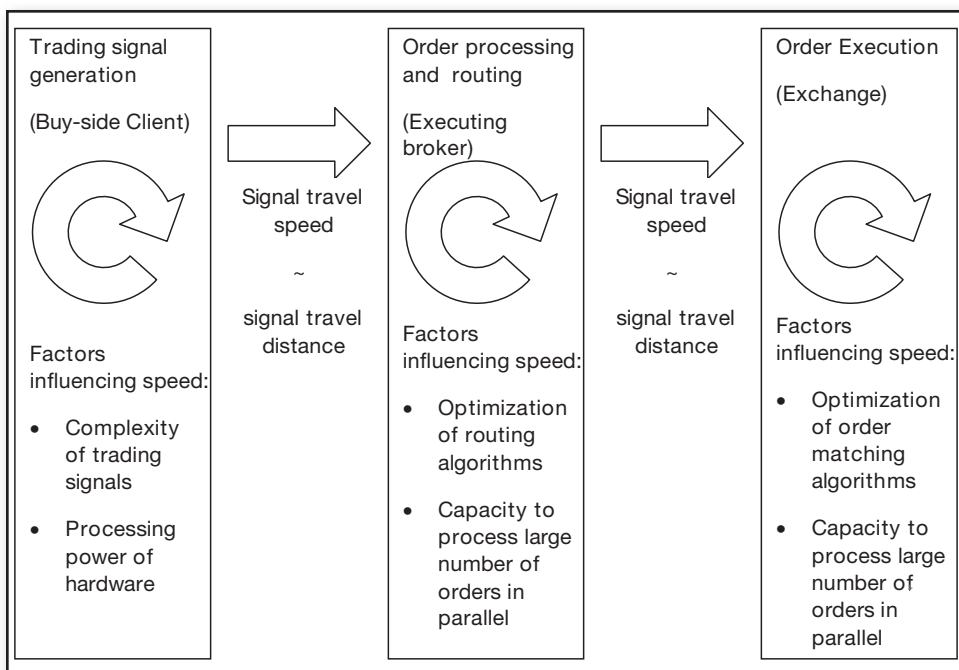 Trading signal
generation
(Buy-side Client)
Factors
influencing speed:
• Complexity
of trading
signals
• Processing
power of
hardware
Signal travel
speed
~
signal travel
distance
Order processing
and routing
(Executing
broker)
Factors
influencing speed:
• Optimization
of routing
algorithms
• Capacity to
process large
number of
orders in
parallel
Signal travel
speed
~
signal travel
distance
Order Execution
(Exchange)
Factors
influencing speed:
• Optimization
of order
matching
algorithms
• Capacity to
process large
number of
orders in
parallel